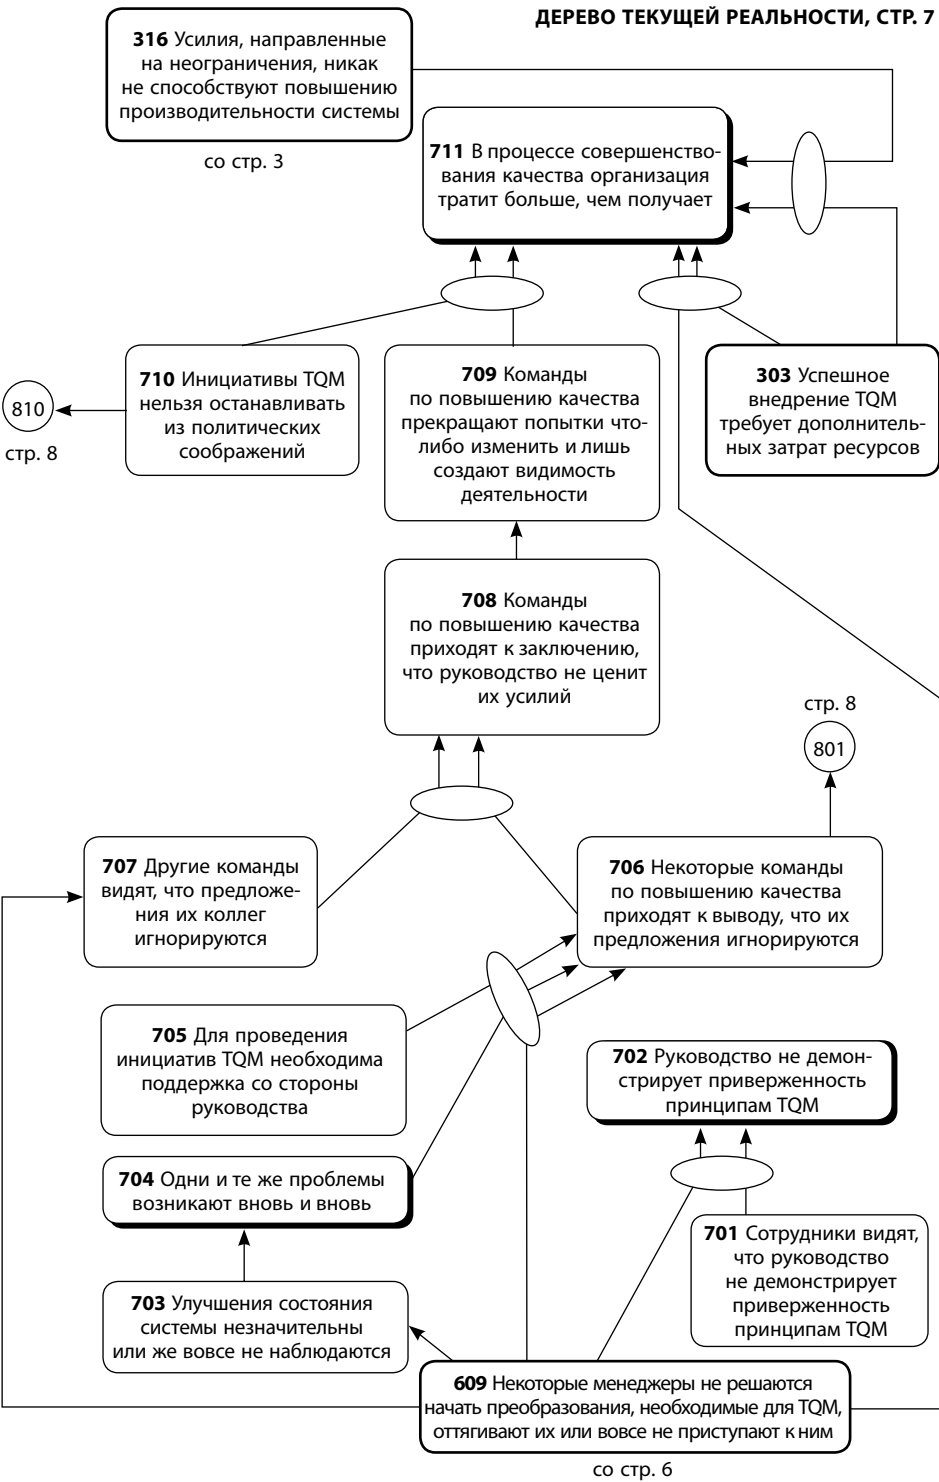 ДЕРЕВО ТЕКУЩЕЙ РЕАЛЬНОСТИ, СТР. 7
316 Усилия, направленные
на неограничения, никак
не способствуют повышению
производительности системы
со стр. 3
711 В процессе совершенство-
вания качества организация
тратит больше, чем получает
810
стр. 8
710 Инициативы TQM
нельзя останавливать
из политических
соображений
709 Команды
по повышению качества
прекращают попытки что-
либо изменить и лишь
создают видимость
деятельности
303 Успешное
внедрение TQM
требует дополнитель-
ных затрат ресурсов
708 Команды
по повышению качества
приходят к заключению,
что руководство не ценит
их усилий
стр. 8
801
707 Другие команды
видят, что предложе-
ния их коллег
игнорируются
706 Некоторые команды
по повышению качества
приходят к выводу, что их
предложения игнорируются
705 Для проведения
инициатив TQM необходима
поддержка со стороны
руководства
702 Руководство не демон-
стрирует приверженность
принципам TQM
704 Одни и те же проблемы
возникают вновь и вновь
701 Сотрудники видят,
что руководство
не демонстрирует
приверженность
принципам TQM
703 Улучшения состояния
системы незначительны
или же вовсе не наблюдаются
609 Некоторые менеджеры не решаются
начать преобразования, необходимые для TQM,
оттягивают их или вовсе не приступают к ним
со стр. 6